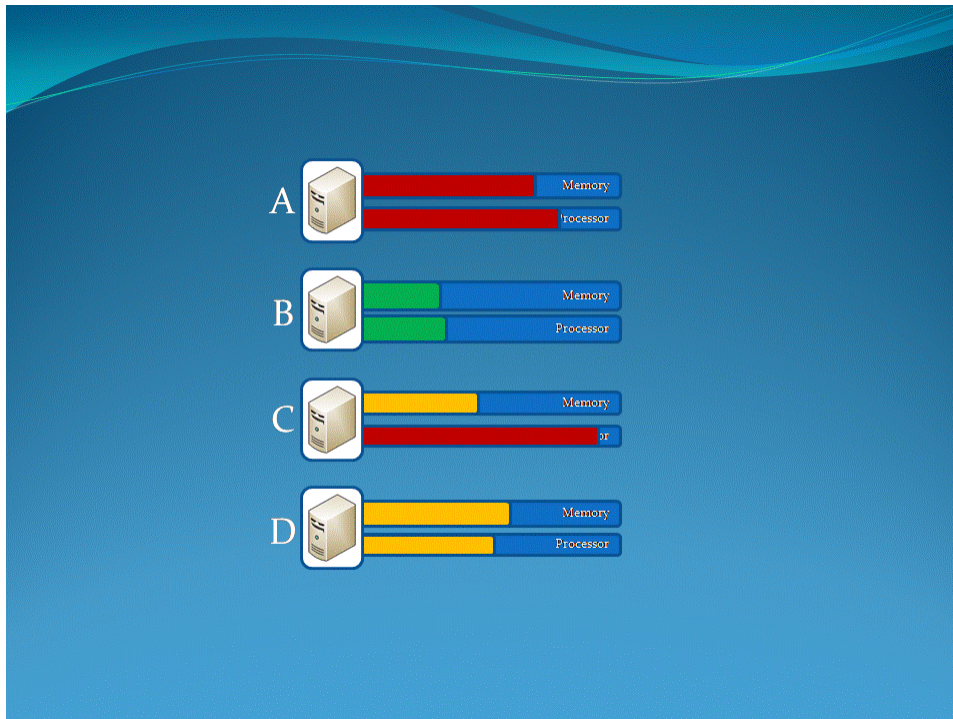 A
Memory
rocessor
B
Memory
Processor
C
Memory
or
D
Memory
Processor